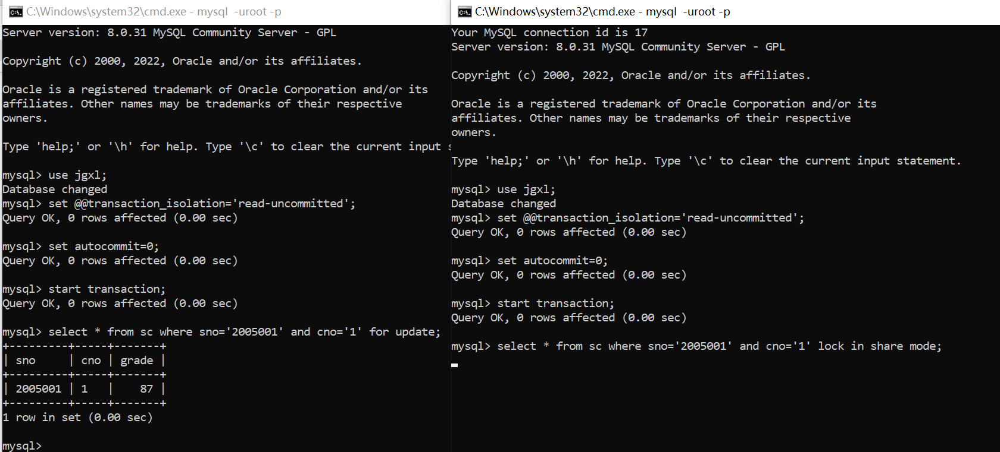 C:\Windows\system32\cmd.exe - mysql  -uroot -p
Server version: 8.0.31 MySQL Community Server - GPL
Copyright (c) 2000, 2022, Oracle and/or its affiliates.
Oracle is a registered trademark of Oracle Corporation and/or its
affiliates. Other names may be trademarks of their respective
owners.
Type 'help;' or '\h' for help. Type '\c' to clear the current input s
mysql> use jgxl;
Database changed
mysql> set @@transaction_isolation='read-uncommitted';
Query OK, 0 rows affected (0.00 sec)
mysql> set autocommit=0;
Query OK, 0 rows affected (0.00 sec)
mysql> start transaction;
Query OK, 0 rows affected (0.00 sec)
mysql> select * from sc where sno='2005001' and cno='1' for update;
+---------+-----+-------+
| sno     | cno | grade |
+---------+-----+-------+
| 2005001 | 1   |    87 |
+---------+-----+-------+
1 row in set (0.00 sec)
mysql>
C:\Windows\system32\cmd.exe - mysql  -uroot -p
Your MySQL connection id is 17
Server version: 8.0.31 MySQL Community Server - GPL
Copyright (c) 2000, 2022, Oracle and/or its affiliates.
Oracle is a registered trademark of Oracle Corporation and/or its
affiliates. Other names may be trademarks of their respective
owners.
Type 'help;' or '\h' for help. Type '\c' to clear the current input statement.
mysql> use jgxl;
Database changed
mysql> set @@transaction_isolation='read-uncommitted';
Query OK, 0 rows affected (0.00 sec)
mysql> set autocommit=0;
Query OK, 0 rows affected (0.00 sec)
mysql> start transaction;
Query OK, 0 rows affected (0.00 sec)
mysql> select * from sc where sno='2005001' and cno='1' lock in share mode;